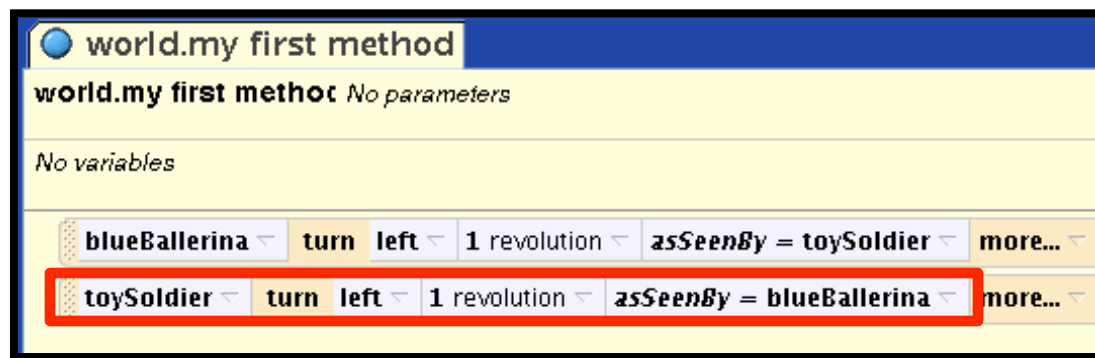 world.my first method
world.my first methoc No parameters
No variables
blueBallerina turn left 1 revolution asSeenBy = toySoldier more...
toySoldier turn left 1 revolution asSeenBy = blueBallerina more...